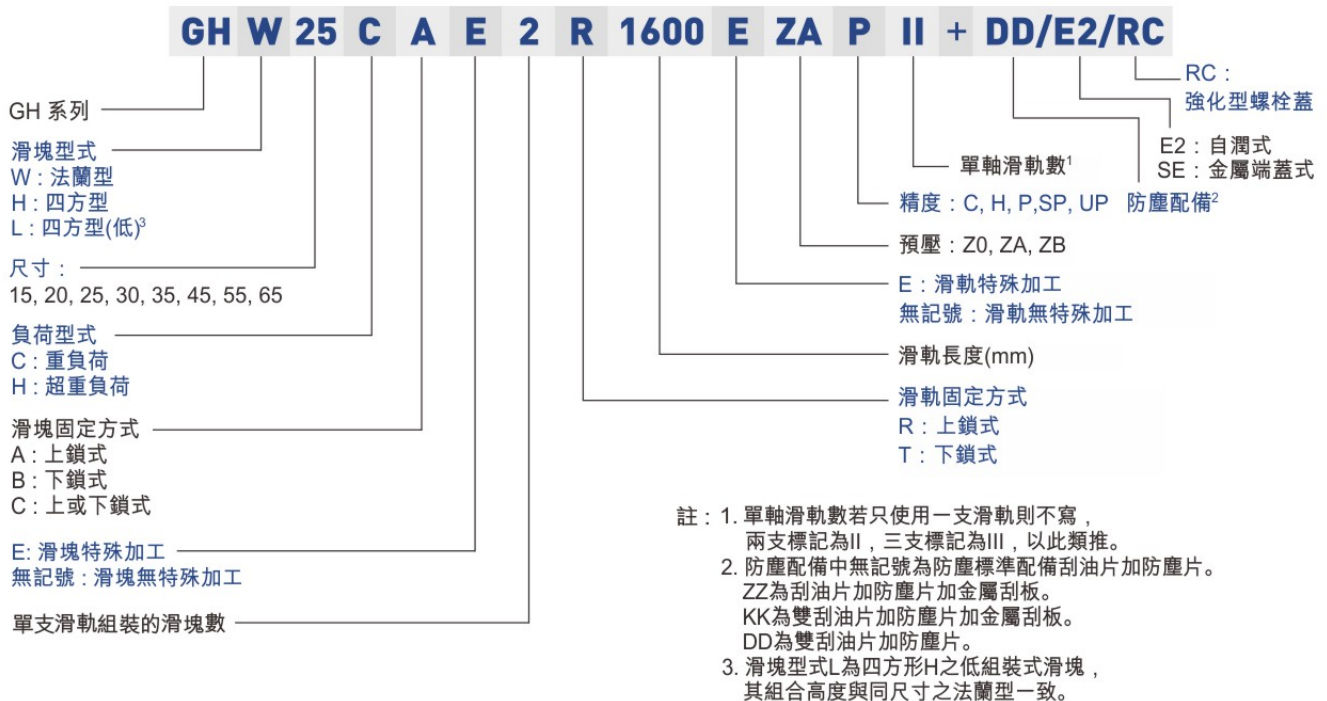 GH W 25 C A E 2 R 1600 E ZA P II + DD/E2/RC
GH 系列
滑塊型式
W : 法蘭型
H : 四方型
L : 四方型(低)³
尺寸 :
15, 20, 25, 30, 35, 45, 55, 65
負荷型式
C : 重負荷
H : 超重負荷
滑塊固定方式
A : 上鎖式
B : 下鎖式
C : 上或下鎖式
E: 滑塊特殊加工
無記號 : 滑塊無特殊加工
單支滑軌組裝的滑塊數
RC :
強化型螺栓蓋
E2 : 自潤式
SE : 金屬端蓋式
防塵配備²
單軸滑軌數¹
精度 : C, H, P,SP, UP
預壓 : Z0, ZA, ZB
E : 滑軌特殊加工
無記號 : 滑軌無特殊加工
滑軌長度(mm)
滑軌固定方式
R : 上鎖式
T : 下鎖式
註 : 1. 單軸滑軌數若只使用一支滑軌則不寫，
兩支標記為II，三支標記為III，以此類推。
2. 防塵配備中無記號為防塵標準配備刮油片加防塵片。
ZZ為刮油片加防塵片加金屬刮板。
KK為雙刮油片加防塵片加金屬刮板。
DD為雙刮油片加防塵片。
3. 滑塊型式L為四方形H之低組裝式滑塊，
其組合高度與同尺寸之法蘭型一致。